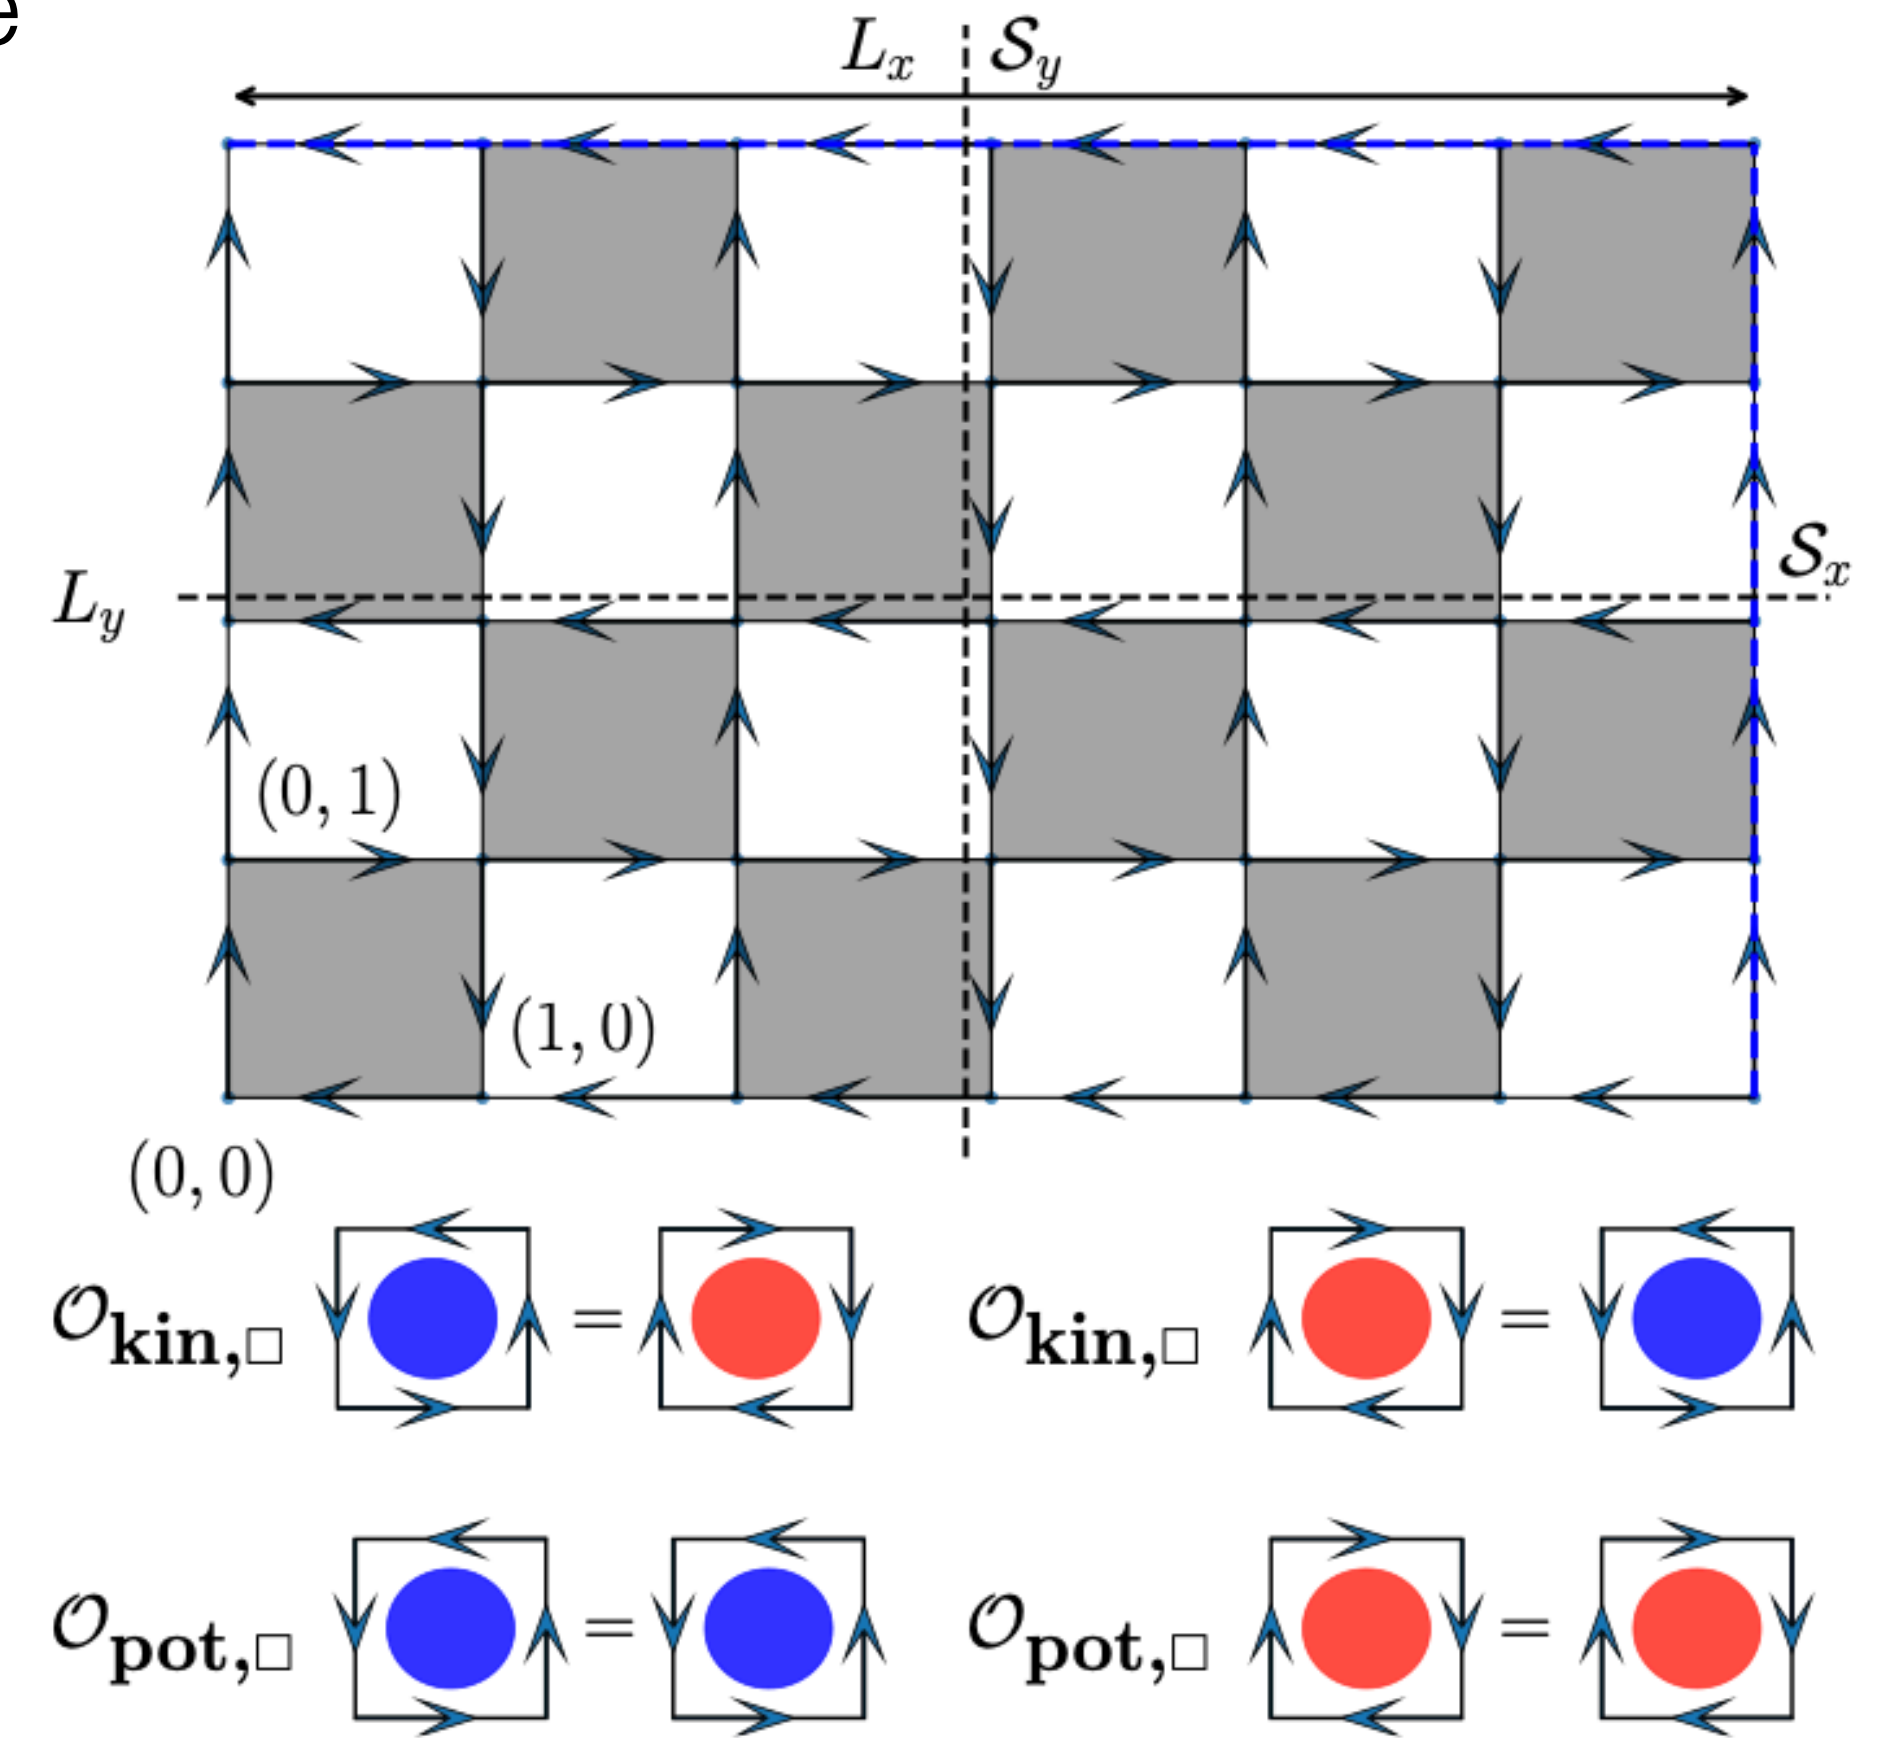 e
L_x S_y
S_x
L_y
(0, 1)
(1, 0)
(0, 0)
O_kin,□ = O_kin,□ =
O_pot,□ = O_pot,□ =